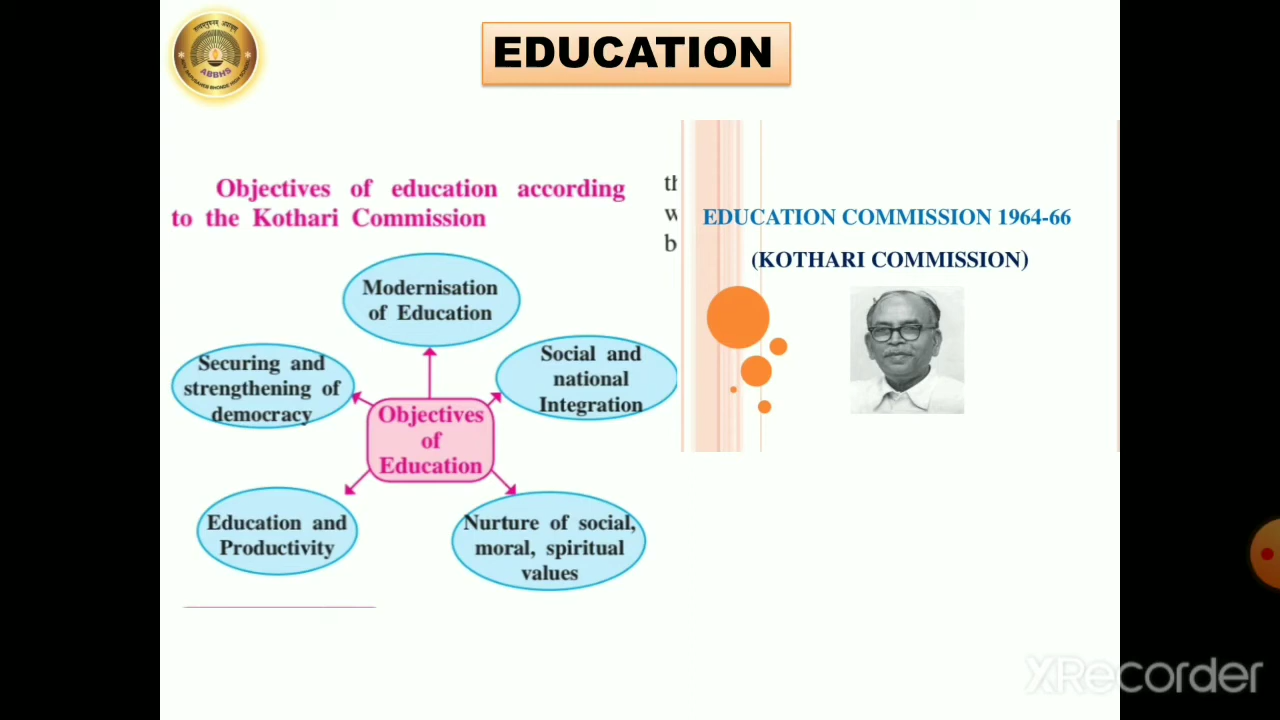 EDUCATION
ABBHS
Objectives of education according
to the Kothari Commission
Modernisation
of Education
Securing and
strengthening of
democracy
Social and
national
Integration
Objectives
of
Education
Education and
Productivity
Nurture of social,
moral, spiritual
values
EDUCATION COMMISSION 1964-66
(KOTHARI COMMISSION)
XRecorder